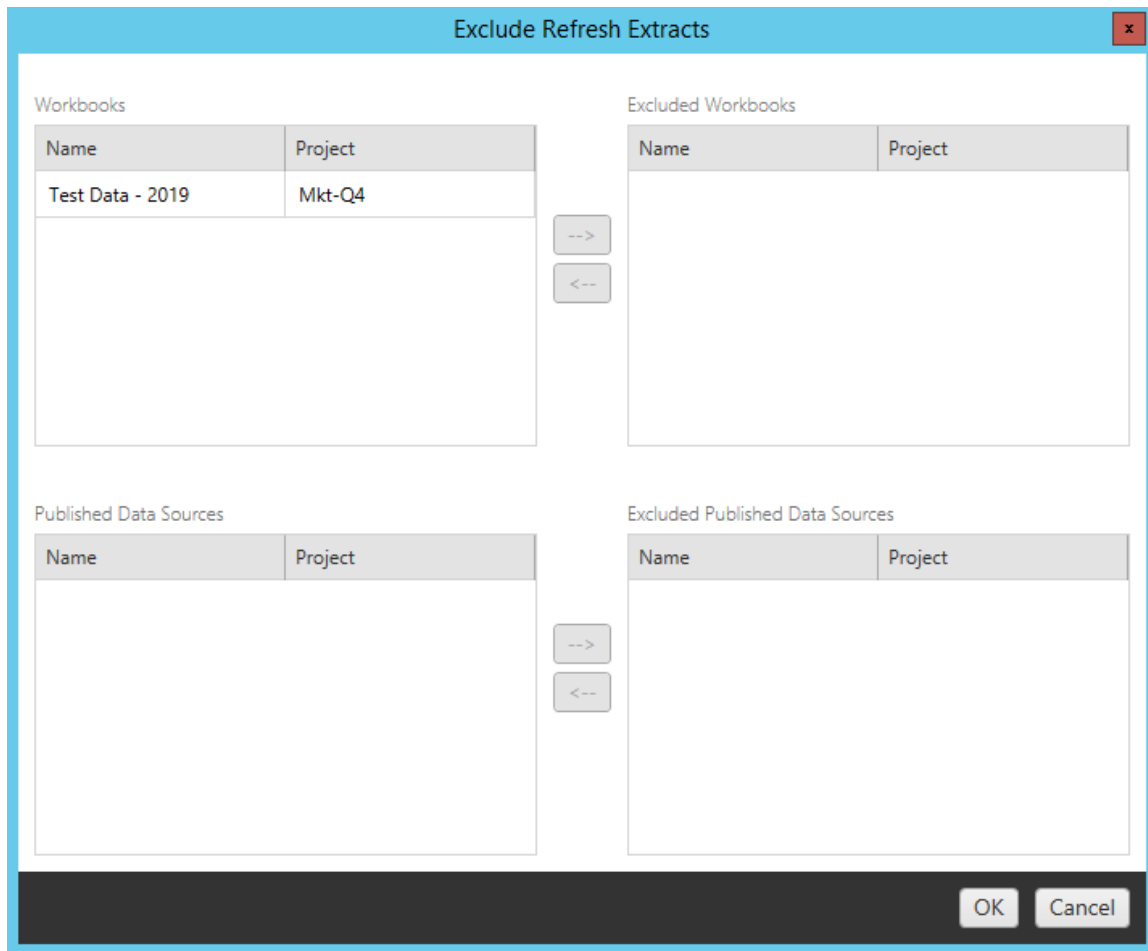 Exclude Refresh Extracts
x
Workbooks
Excluded Workbooks
Name Project
Name Project
Test Data - 2019 Mkt-Q4
-->
<--
Published Data Sources
Excluded Published Data Sources
Name Project
Name Project
-->
<--
OK Cancel